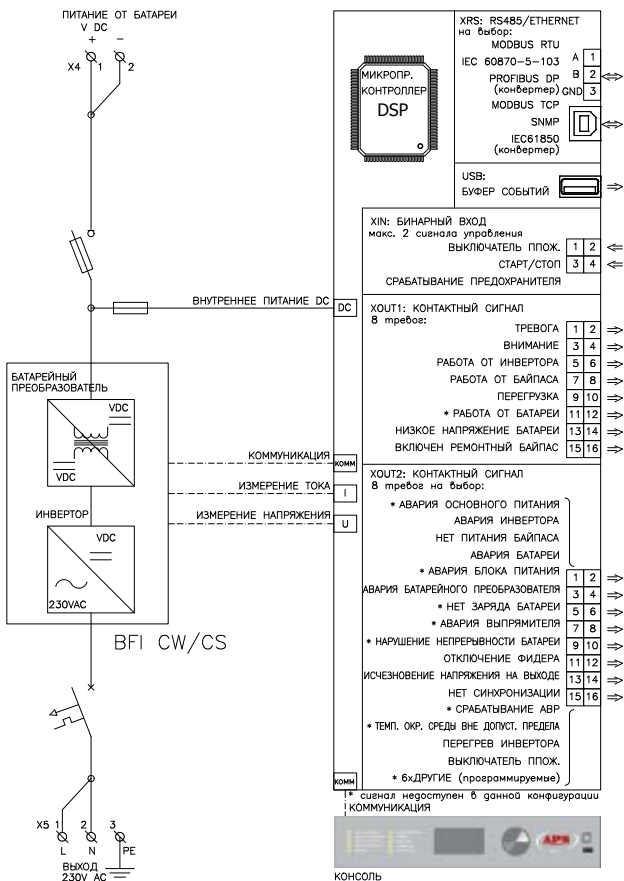 ПИТАНИЕ ОТ БАТАРЕИ
V DC
+ −
X4 1 2
МИКРОПР.
КОНТРОЛЛЕР
DSP
XRS: RS485/ETHERNET
на выбор:
MODBUS RTU
IEC 60870-5-103
PROFIBUS DP
(конвертер)
MODBUS TCP
SNMP
IEC61850
(конвертер)
A 1
B 2
GND 3
USB:
БУФЕР СОБЫТИЙ
XIN: БИНАРНЫЙ ВХОД
макс. 2 сигнала управления
ВЫКЛЮЧАТЕЛЬ ППОЖ. 1 2
СТАРТ/СТОП 3 4
СРАБАТЫВАНИЕ ПРЕДОХРАНИТЕЛЯ
ВНУТРЕННЕЕ ПИТАНИЕ DC
DC
XOUT1: КОНТАКТНЫЙ СИГНАЛ
8 тревог:
ТРЕВОГА 1 2
ВНИМАНИЕ 3 4
РАБОТА ОТ ИНВЕРТОРА 5 6
РАБОТА ОТ БАЙПАСА 7 8
ПЕРЕГРУЗКА 9 10
* РАБОТА ОТ БАТАРЕИ 11 12
НИЗКОЕ НАПРЯЖЕНИЕ БАТАРЕИ 13 14
ВКЛЮЧЕН РЕМОНТНЫЙ БАЙПАС 15 16
БАТАРЕЙНЫЙ
ПРЕОБРАЗОВАТЕЛЬ
VDC
VDC
ИНВЕРТОР
VDC
230VAC
BFI CW/CS
КОММУНИКАЦИЯ
КОММ
ИЗМЕРЕНИЕ ТОКА
I
ИЗМЕРЕНИЕ НАПРЯЖЕНИЯ
U
XOUT2: КОНТАКТНЫЙ СИГНАЛ
8 тревог на выбор:
* АВАРИЯ ОСНОВНОГО ПИТАНИЯ
АВАРИЯ ИНВЕРТОРА
НЕТ ПИТАНИЯ БАЙПАСА
АВАРИЯ БАТАРЕИ
* АВАРИЯ БЛОКА ПИТАНИЯ 1 2
АВАРИЯ БАТАРЕЙНОГО ПРЕОБРАЗОВАТЕЛЯ 3 4
* НЕТ ЗАРЯДА БАТАРЕИ 5 6
* АВАРИЯ ВЫПРЯМИТЕЛЯ 7 8
* НАРУШЕНИЕ НЕПРЕРЫВНОСТИ БАТАРЕИ 9 10
ОТКЛЮЧЕНИЕ ФИДЕРА 11 12
ИСЧЕЗНОВЕНИЕ НАПРЯЖЕНИЯ НА ВЫХОДЕ 13 14
НЕТ СИНХРОНИЗАЦИИ 15 16
* СРАБАТЫВАНИЕ АВР
* ТЕМП. ОКР. СРЕДЫ ВНЕ ДОПУСТ. ПРЕДЕЛА
ПЕРЕГРЕВ ИНВЕРТОРА
ВЫКЛЮЧАТЕЛЬ ППОЖ.
* 6хДРУГИЕ (программируемые)
КОММ
* сигнал недоступен в данной конфигурации
КОММУНИКАЦИЯ
APS
КОНСОЛЬ
X5 1 2 3
L N PE
ВЫХОД
230V AC